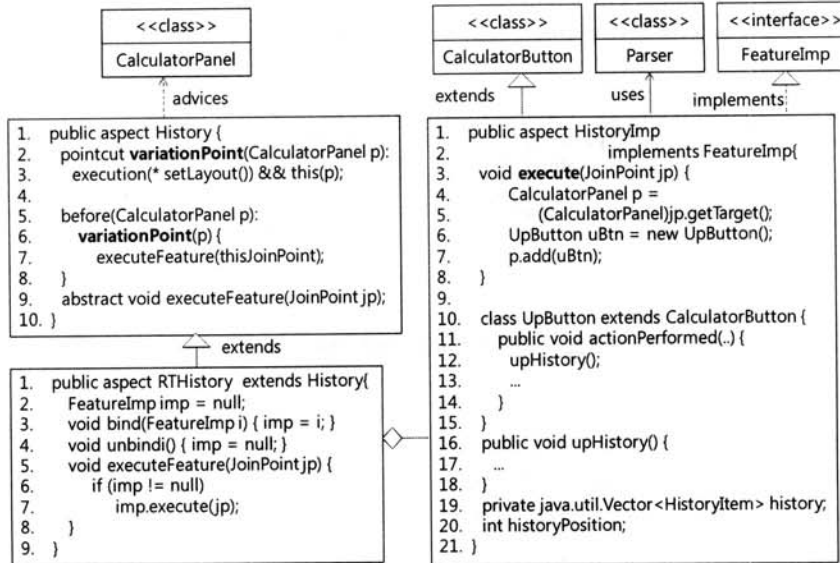 <<class>>
CalculatorPanel
advices
1. public aspect History {
2. pointcut variationPoint(CalculatorPanel p):
3. execution(* setLayout()) && this(p);
4.
5. before(CalculatorPanel p):
6. variationPoint(p) {
7. executeFeature(thisJoinPoint);
8. }
9. abstract void executeFeature(JoinPoint jp);
10. }
extends
1. public aspect RTHistory extends History{
2. FeatureImp imp = null;
3. void bind(FeatureImp i) { imp = i; }
4. void unbindi() { imp = null; }
5. void executeFeature(JoinPoint jp) {
6. if (imp != null)
7. imp.execute(jp);
8. }
9. }
<<class>>
CalculatorButton
<<class>>
Parser
<<interface>>
FeatureImp
extends
uses
implements
1. public aspect HistoryImp
2. implements FeatureImp{
3. void execute(JoinPoint jp) {
4. CalculatorPanel p =
5. (CalculatorPanel)jp.getTarget();
6. UpButton uBtn = new UpButton();
7. p.add(uBtn);
8. }
9.
10. class UpButton extends CalculatorButton {
11. public void actionPerformed(..) {
12. upHistory();
13. ...
14. }
15. }
16. public void upHistory() {
17. ...
18. }
19. private java.util.Vector<HistoryItem> history;
20. int historyPosition;
21. }